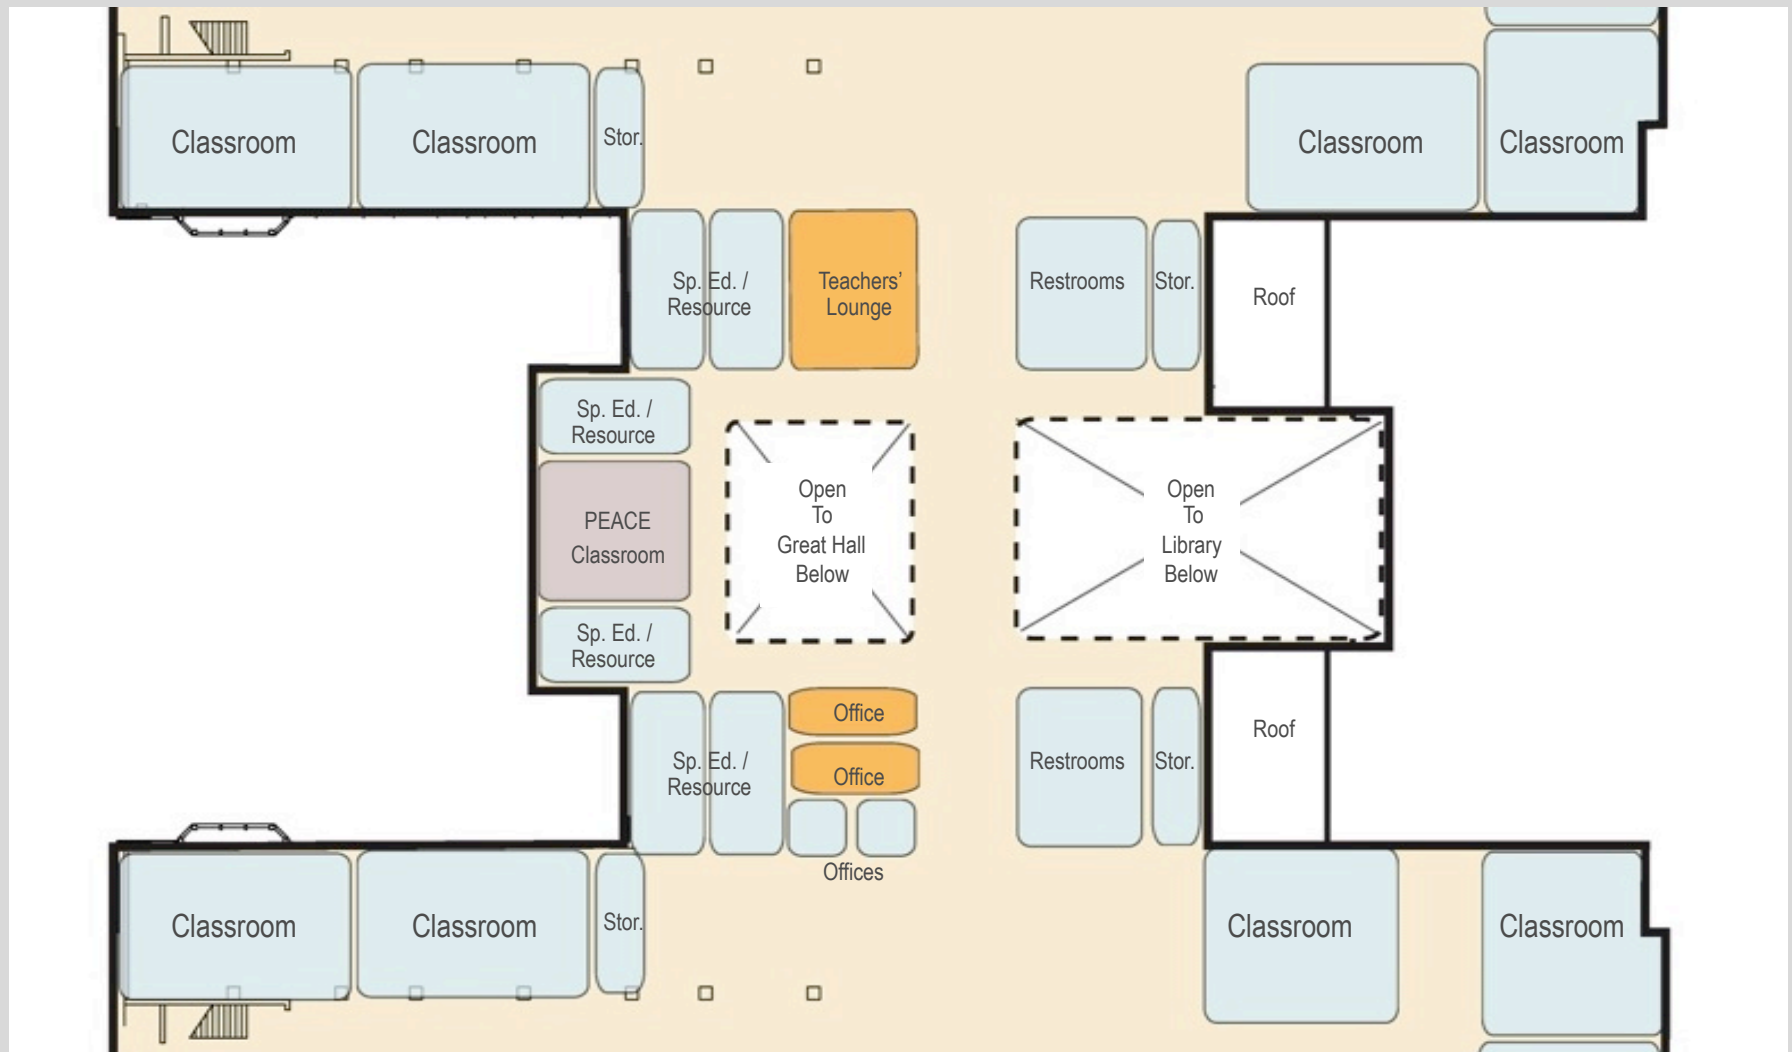 Classroom
Classroom
Stor.
Classroom
Classroom
Sp. Ed. /
Resource
Teachers’
Lounge
Restrooms
Stor.
Roof
Sp. Ed. /
Resource
PEACE
Classroom
Open
To
Great Hall
Below
Open
To
Library
Below
Sp. Ed. /
Resource
Sp. Ed. /
Resource
Office
Office
Offices
Restrooms
Stor.
Roof
Classroom
Classroom
Stor.
Classroom
Classroom